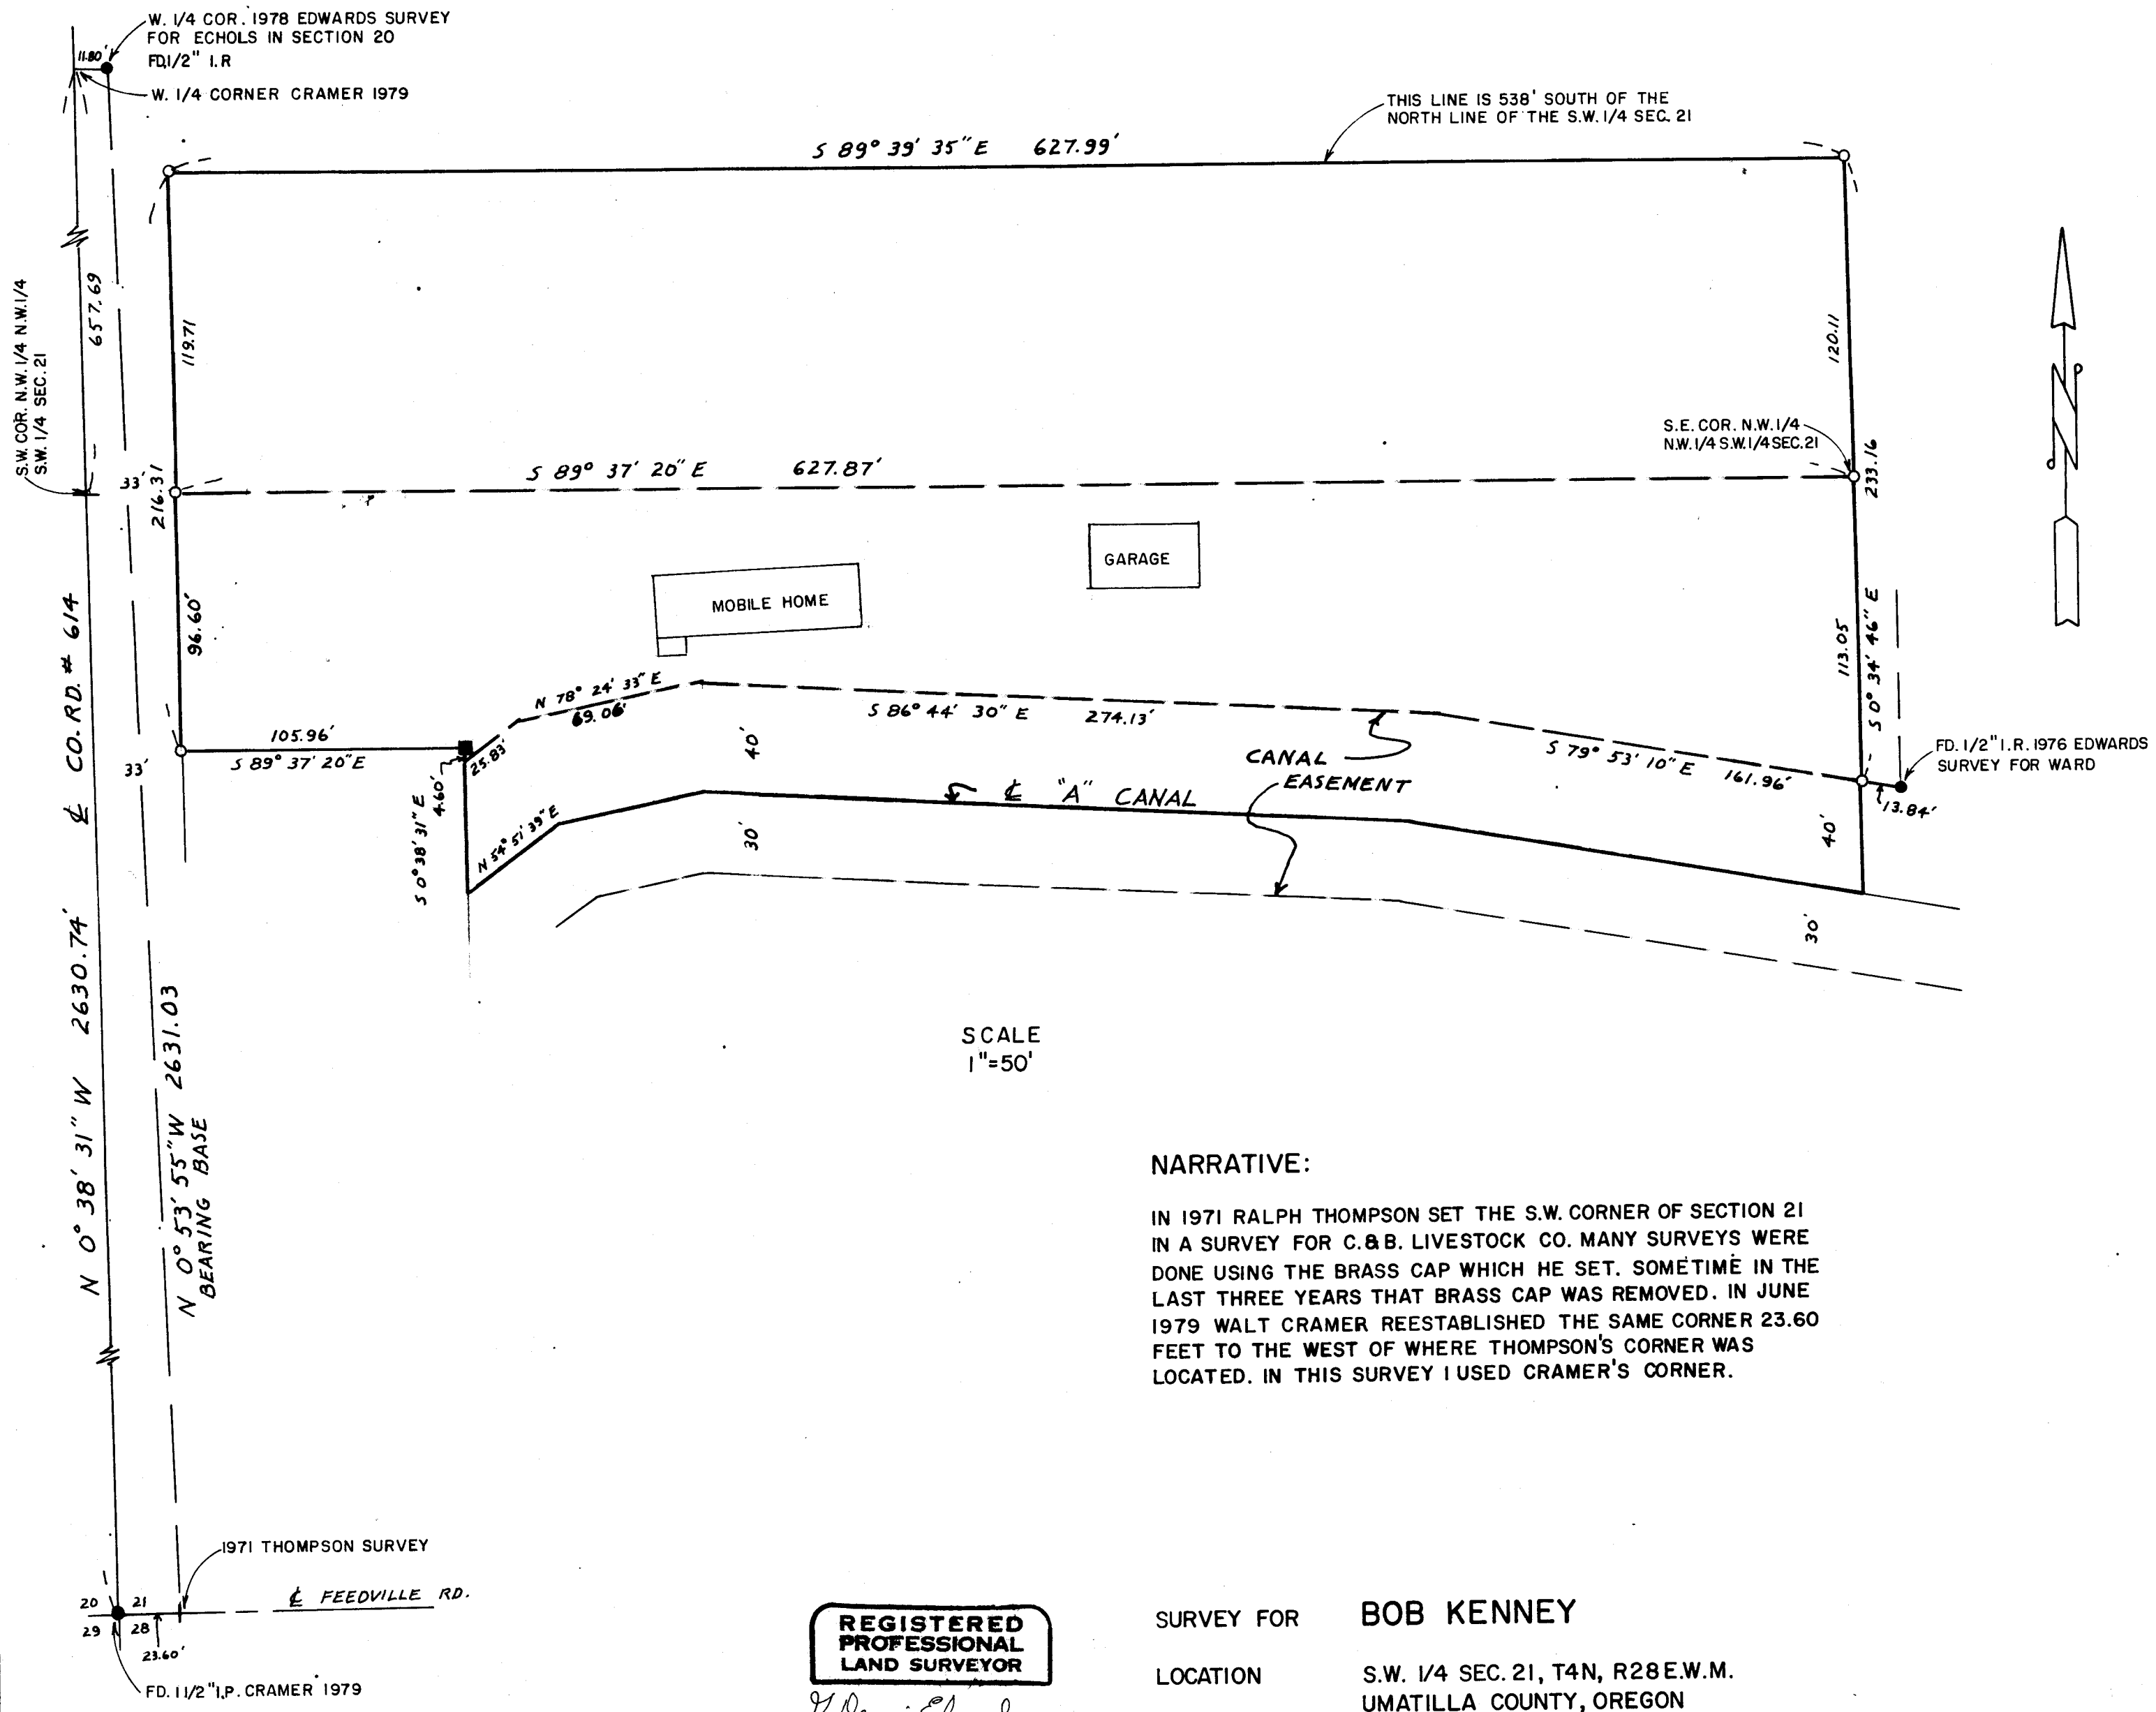 W. 1/4 COR. 1978 EDWARDS SURVEY
FOR ECHOLS IN SECTION 20
FD. 1/2" I.R
11.80'
W. 1/4 CORNER CRAMER 1979
THIS LINE IS 538' SOUTH OF THE
NORTH LINE OF THE S.W. 1/4 SEC. 21
S 89° 39' 35" E 627.99'
S.W. COR. N.W. 1/4 N.W. 1/4
S.W. 1/4 SEC. 21
657.69
119.71
120.11
N
S.E. COR. N.W. 1/4
N.W. 1/4 S.W. 1/4 SEC. 21
33'
216.31
S 89° 37' 20" E 627.87'
233.16
GARAGE
MOBILE HOME
96.60'
℄ CO. RD. # 614
113.05
S 0° 34' 46" E
N 78° 24' 33" E
69.06'
S 86° 44' 30" E 274.13'
105.96'
S 89° 37' 20" E
33'
25.83'
4.60'
40'
CANAL
EASEMENT
S 79° 53' 10" E 161.96'
FD. 1/2" I.R. 1976 EDWARDS
SURVEY FOR WARD
13.84'
℄ "A" CANAL
S 0° 38' 31" E
N 54° 51' 39" E
30'
40'
30'
N 0° 38' 31" W 2630.74'
N 0° 53' 55" W 2631.03
BEARING BASE
SCALE
1"=50'
NARRATIVE:
IN 1971 RALPH THOMPSON SET THE S.W. CORNER OF SECTION 21
IN A SURVEY FOR C.&B. LIVESTOCK CO. MANY SURVEYS WERE
DONE USING THE BRASS CAP WHICH HE SET. SOMETIME IN THE
LAST THREE YEARS THAT BRASS CAP WAS REMOVED. IN JUNE
1979 WALT CRAMER REESTABLISHED THE SAME CORNER 23.60
FEET TO THE WEST OF WHERE THOMPSON'S CORNER WAS
LOCATED. IN THIS SURVEY I USED CRAMER'S CORNER.
1971 THOMPSON SURVEY
℄ FEEDVILLE RD.
20 21
29 28
23.60'
FD. 1 1/2" I.P. CRAMER 1979
REGISTERED
PROFESSIONAL
LAND SURVEYOR
SURVEY FOR BOB KENNEY
LOCATION S.W. 1/4 SEC. 21, T4N, R28E.W.M.
UMATILLA COUNTY, OREGON